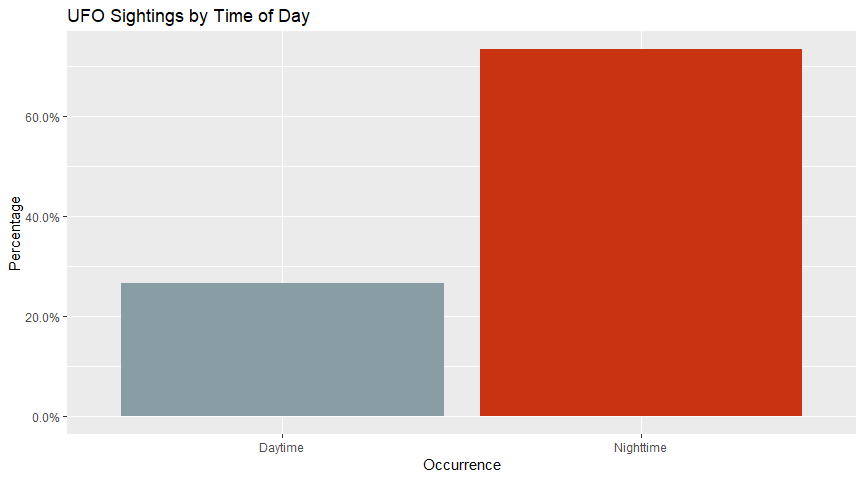 UFO Sightings by Time of Day
Percentage
60.0%
40.0%
20.0%
0.0%
Daytime
Nighttime
Occurrence